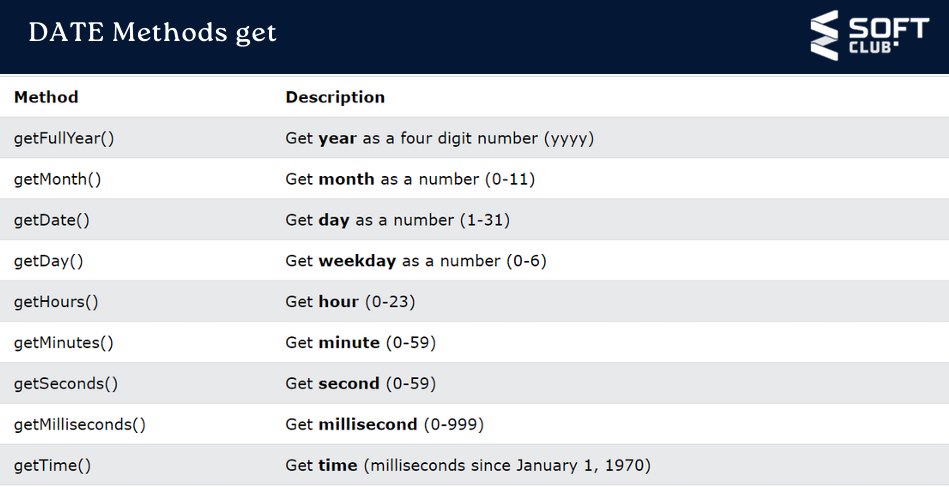 DATE Methods get
SOFT
CLUB
Method Description
getFullYear() Get year as a four digit number (yyyy)
getMonth() Get month as a number (0-11)
getDate() Get day as a number (1-31)
getDay() Get weekday as a number (0-6)
getHours() Get hour (0-23)
getMinutes() Get minute (0-59)
getSeconds() Get second (0-59)
getMilliseconds() Get millisecond (0-999)
getTime() Get time (milliseconds since January 1, 1970)